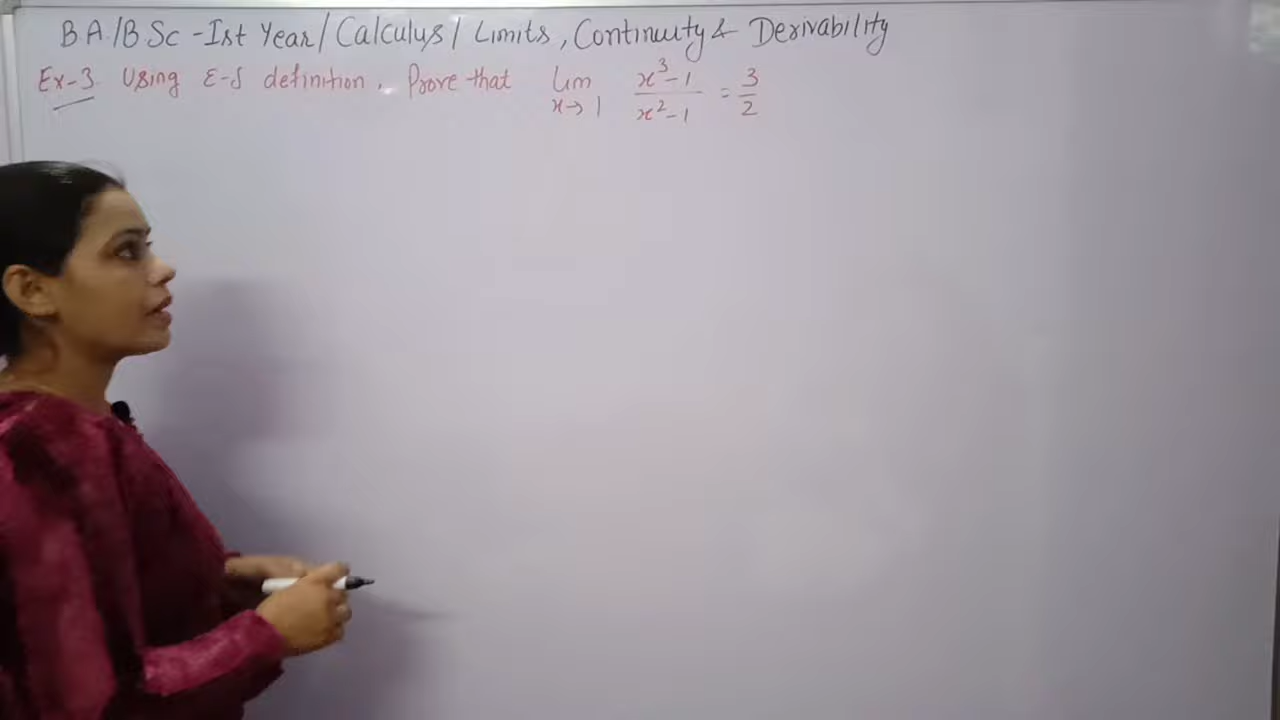 B A./B Sc - Ist Year/ Calculus/ Limits, Continuity & Derivability
Ex-3. Using ε-δ definition, Prove that lim x→1 x³-1 / x²-1 = 3/2